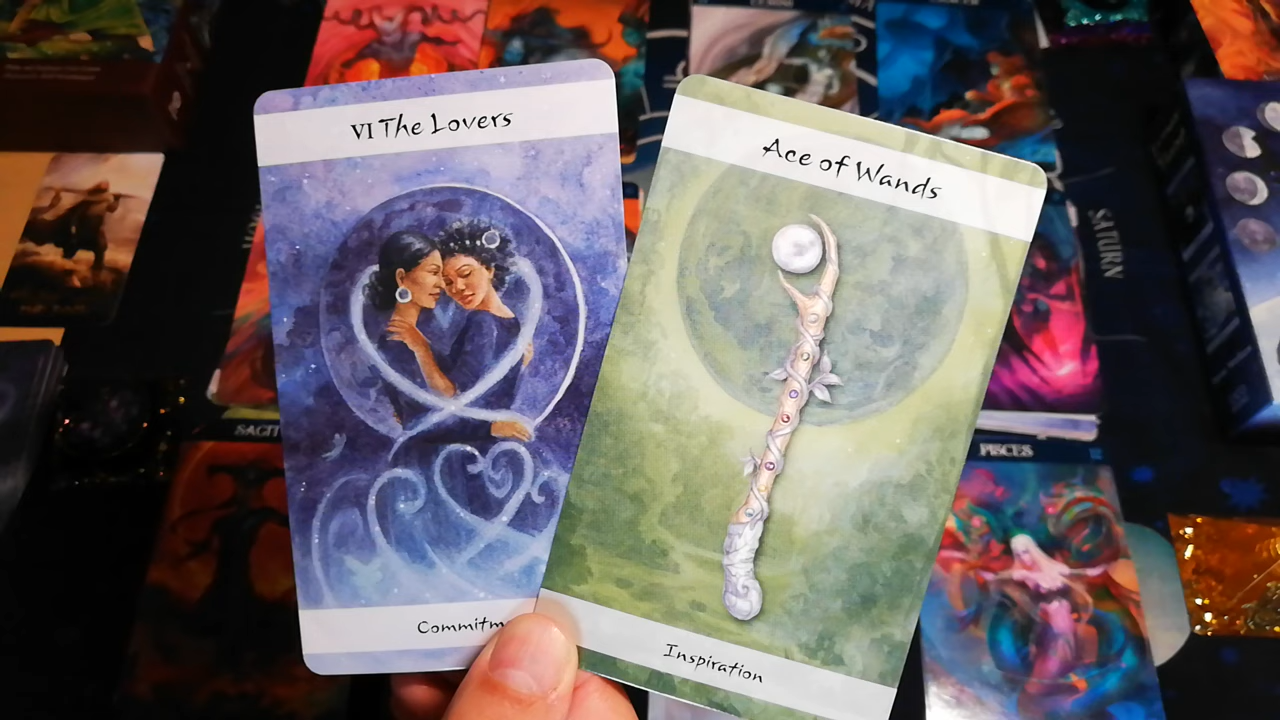 VI The Lovers
Ace of Wands
SATURN
SAGIT
PISCES
Commitm
Inspiration